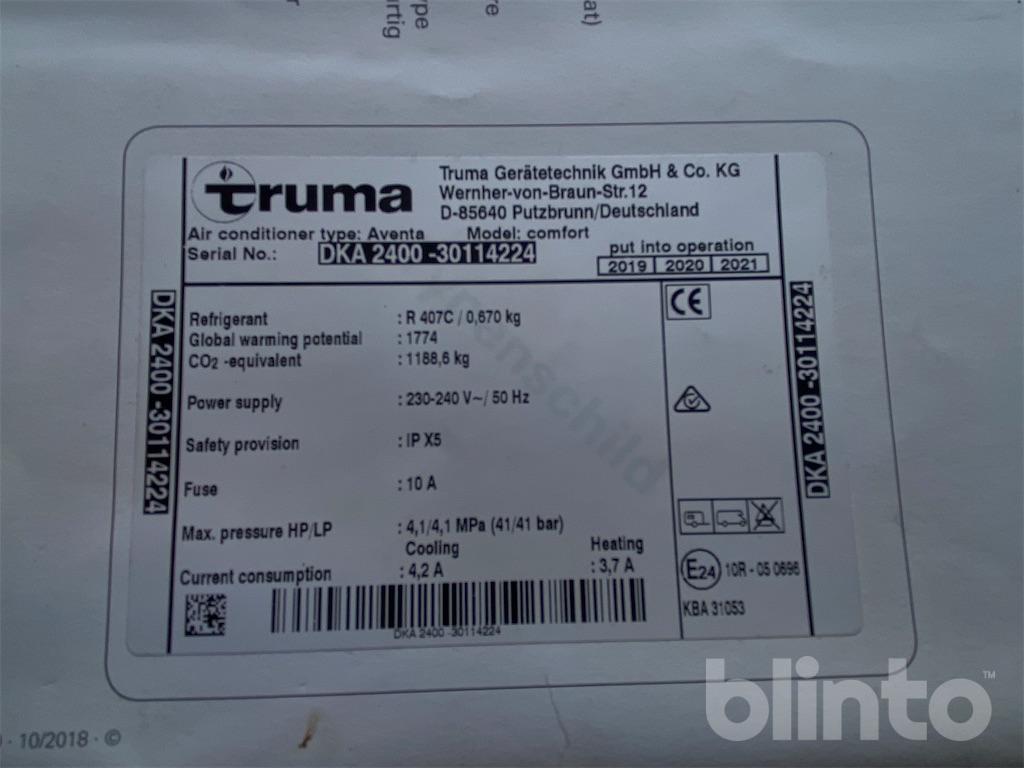 Truma
Truma Gerätetechnik GmbH & Co. KG
Wernher-von-Braun-Str.12
D-85640 Putzbrunn/Deutschland
Air conditioner type: Aventa Model: comfort
Serial No.: DKA 2400 -30114224
put into operation
2019 2020 2021
DKA 2400 -30114224
Refrigerant : R 407C / 0,670 kg
Global warming potential : 1774
CO2 -equivalent : 1188,6 kg
Power supply : 230-240 V~/ 50 Hz
Safety provision : IP X5
Fuse : 10 A
Max. pressure HP/LP : 4,1/4,1 MPa (41/41 bar)
Cooling Heating
Current consumption : 4,2 A : 3,7 A
DKA 2400 -30114224
CE
E24 10R - 05 0696
KBA 31053
DKA 2400 -30114224
10/2018 · ©
blinto™